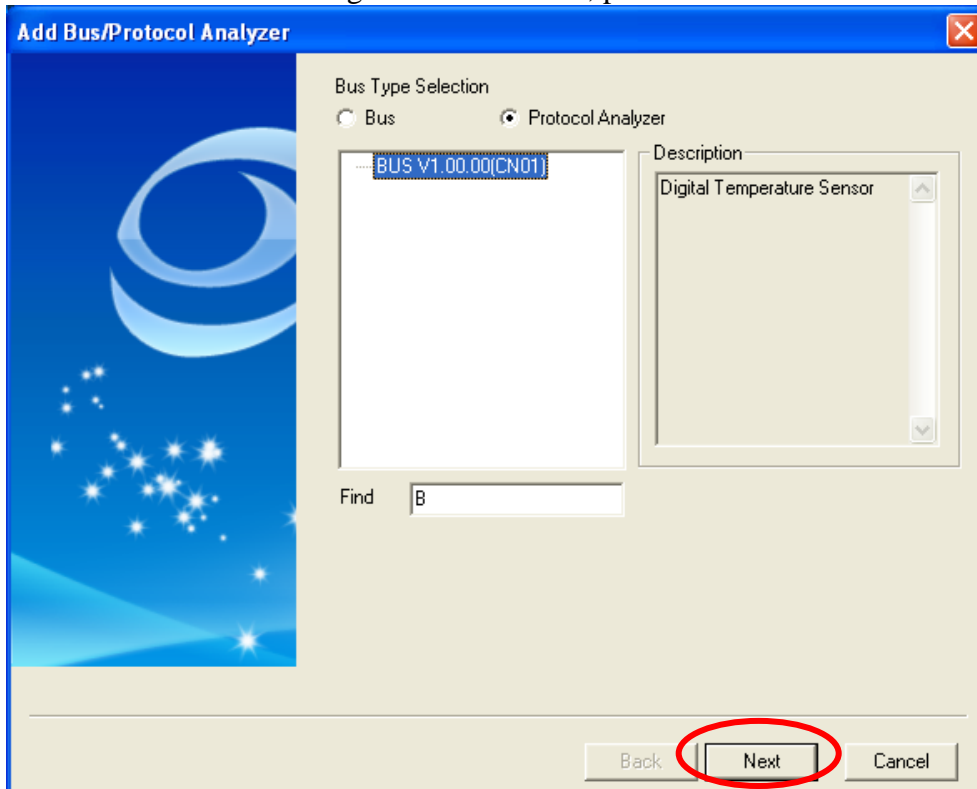 Add Bus/Protocol Analyzer
Bus Type Selection
Bus Protocol Analyzer
BUS V1.00.00(CN01)
Description
Digital Temperature Sensor
Find B
Back Next Cancel